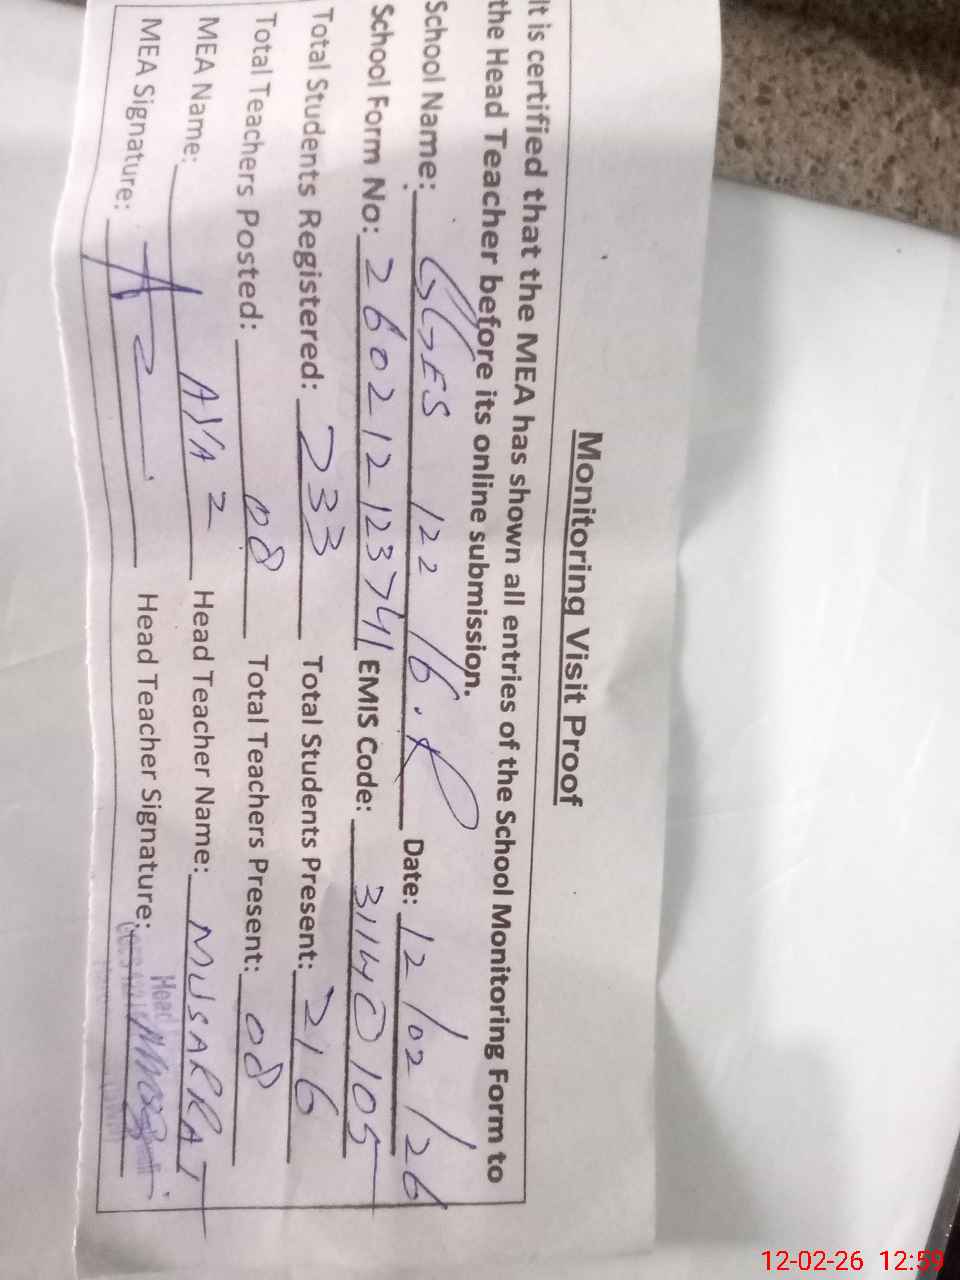 Monitoring Visit Proof
It is certified that the MEA has shown all entries of the School Monitoring Form to
the Head Teacher before its online submission.
School Name: GGES 122/6.R Date: 12/02/26
School Form No: 260212123741 EMIS Code: 31140105
Total Students Registered: 233 Total Students Present: 216
Total Teachers Posted: 08 Total Teachers Present: 08
MEA Name: AYAZ Head Teacher Name: MUSARRAT
MEA Signature: Head Teacher Signature:
Head
12-02-26 12:59